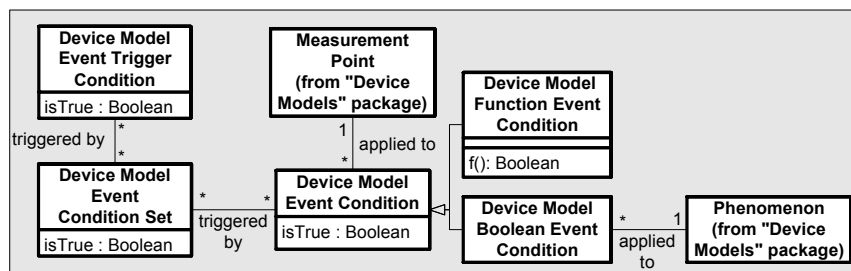 Device Model
Event Trigger
Condition
isTrue : Boolean
Measurement
Point
(from "Device
Models" package)
Device Model
Function Event
Condition
f(): Boolean
triggered by
*
*
1
applied to
*
Device Model
Event
Condition Set
isTrue : Boolean
*
*
triggered
by
Device Model
Event Condition
isTrue : Boolean
Device Model
Boolean Event
Condition
*
1
applied
to
Phenomenon
(from "Device
Models" package)